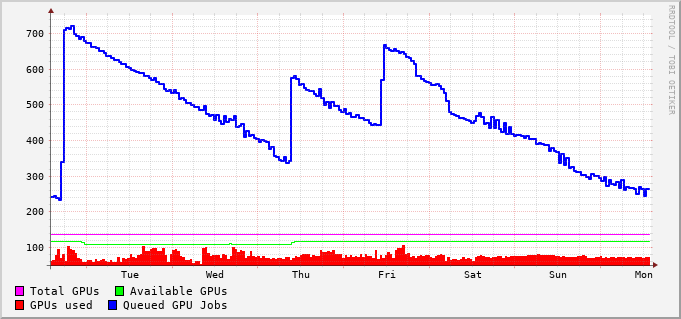 700
600
500
400
300
200
100
Tue Wed Thu Fri Sat Sun Mon
Total GPUs Available GPUs
GPUs used Queued GPU Jobs
RRDTOOL / TOBI OETIKER